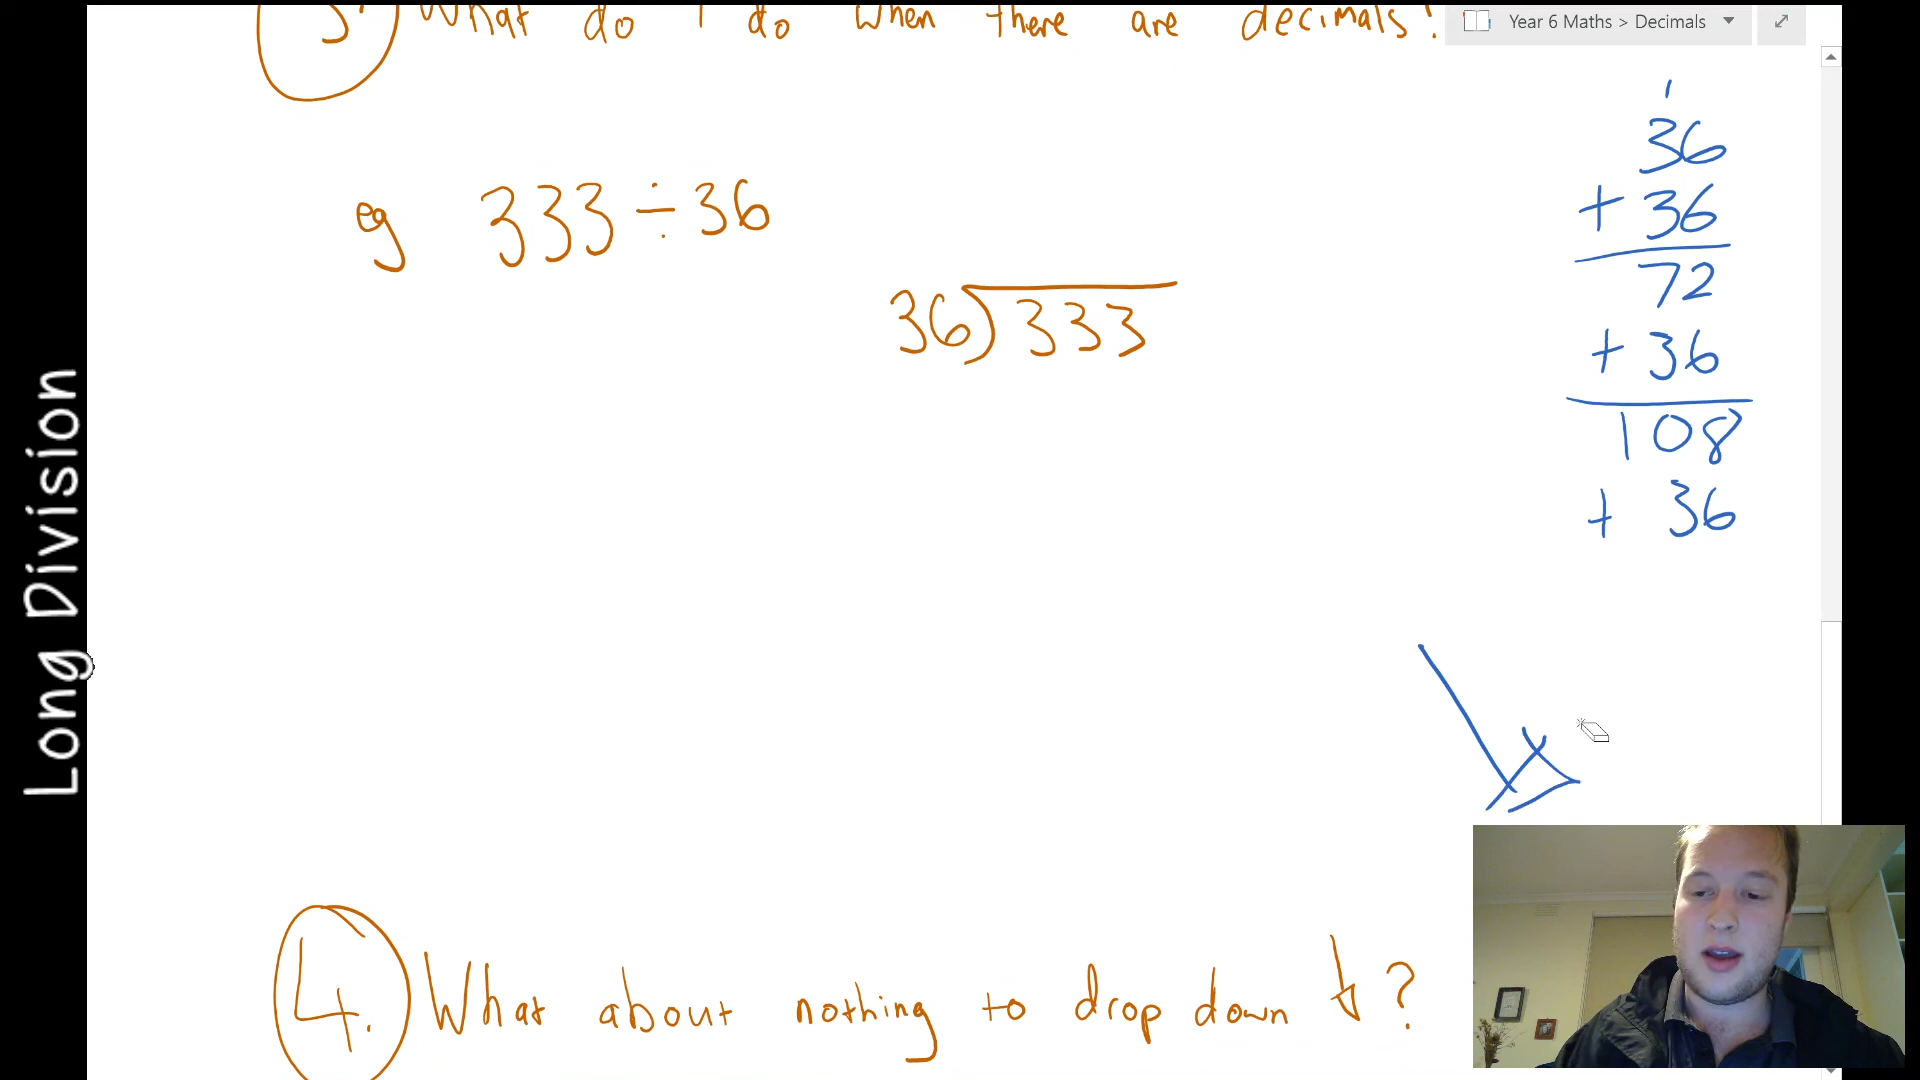 3. What do I do when there are decimals?
Year 6 Maths > Decimals
eg 333 ÷ 36
36) 333
1
36
+ 36
72
+ 36
108
+ 36
Long Division
4. What about nothing to drop down ↓?